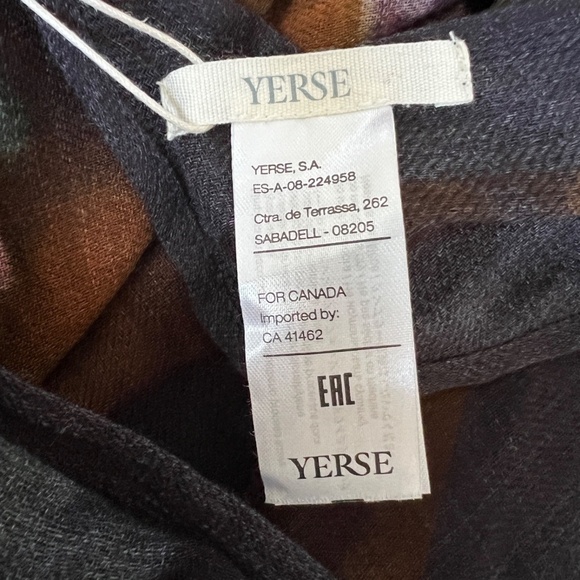 YERSE
YERSE, S.A.
ES-A-08-224958
Ctra. de Terrassa, 262
SABADELL - 08205
FOR CANADA
Imported by:
CA 41462
EAC
YERSE